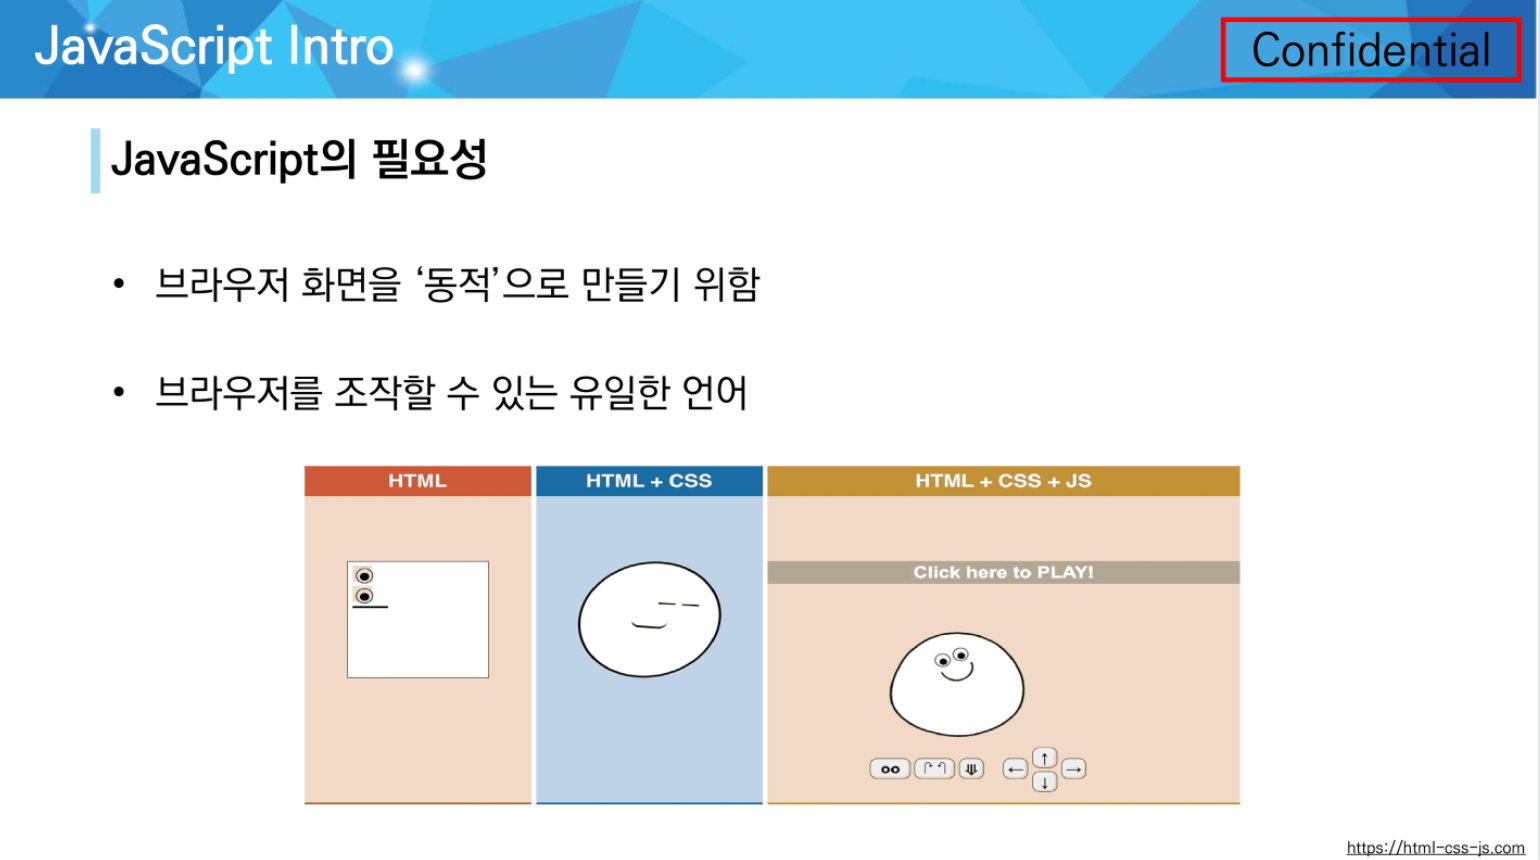 JavaScript Intro
Confidential
JavaScript의 필요성
• 브라우저 화면을 ‘동적’으로 만들기 위함
• 브라우저를 조작할 수 있는 유일한 언어
HTML
HTML + CSS
HTML + CSS + JS
Click here to PLAY!
↑
← →
↓
https://html-css-js.com